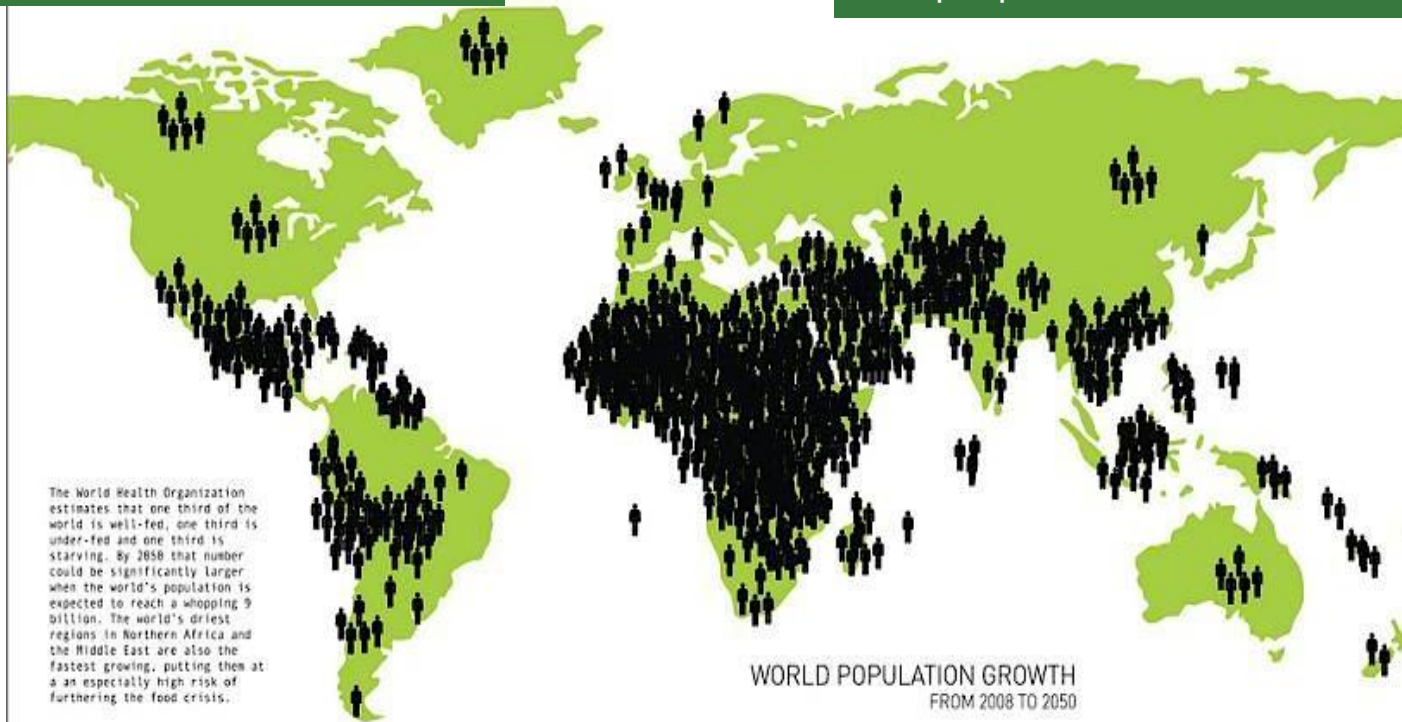 The World Health Organization
estimates that one third of the
world is well-fed, one third is
under-fed and one third is
starving. By 2050 that number
could be significantly larger
when the world's population is
expected to reach a whopping 9
billion. The world's driest
regions in Northern Africa and
the Middle East are also the
fastest growing, putting them at
a an especially high risk of
furthering the food crisis.
WORLD POPULATION GROWTH
FROM 2008 TO 2050